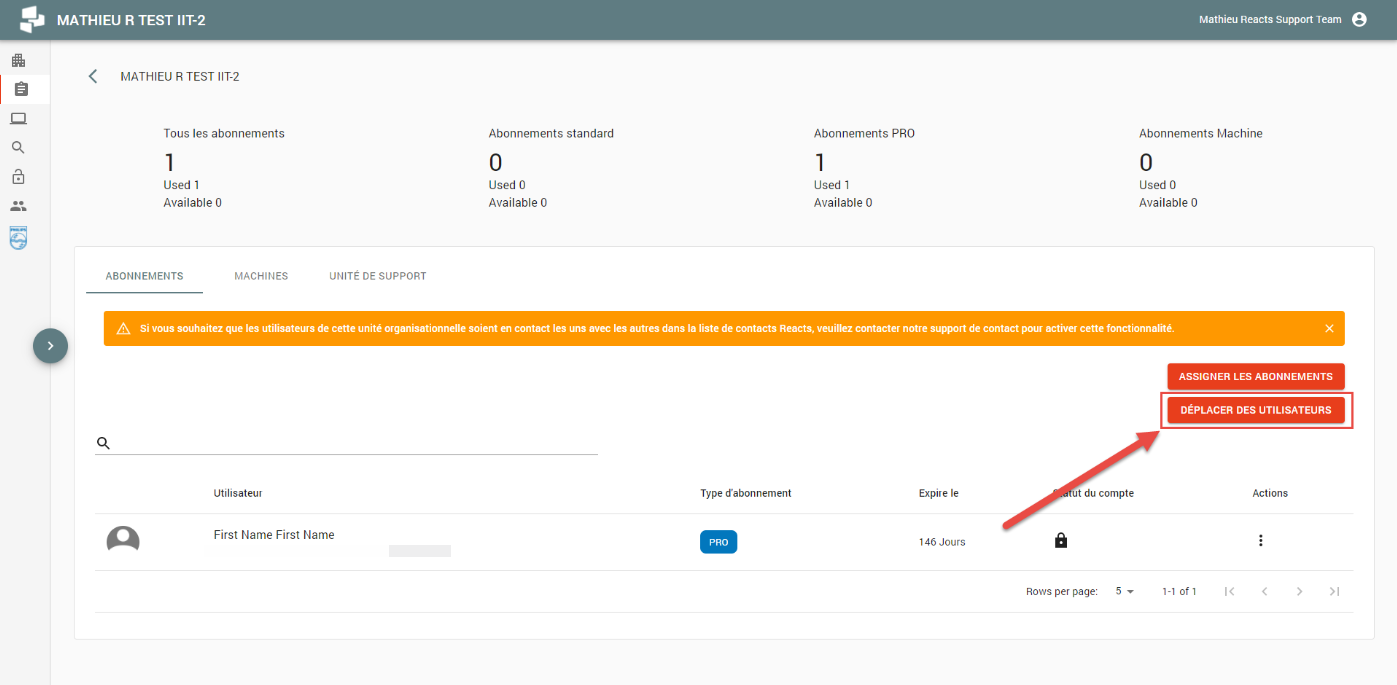 MATHIEU R TEST IIT-2
Mathieu Reacts Support Team
MATHIEU R TEST IIT-2
Tous les abonnements
1
Used 1
Available 0
Abonnements standard
0
Used 0
Available 0
Abonnements PRO
1
Used 1
Available 0
Abonnements Machine
0
Used 0
Available 0
ABONNEMENTS
MACHINES
UNITÉ DE SUPPORT
Si vous souhaitez que les utilisateurs de cette unité organisationnelle soient en contact les uns avec les autres dans la liste de contacts Reacts, veuillez contacter notre support de contact pour activer cette fonctionnalité.
ASSIGNER LES ABONNEMENTS
DÉPLACER DES UTILISATEURS
Utilisateur
Type d'abonnement
Expire le
Statut du compte
Actions
First Name First Name
PRO
146 Jours
Rows per page:
5
1-1 of 1
PHILIPS